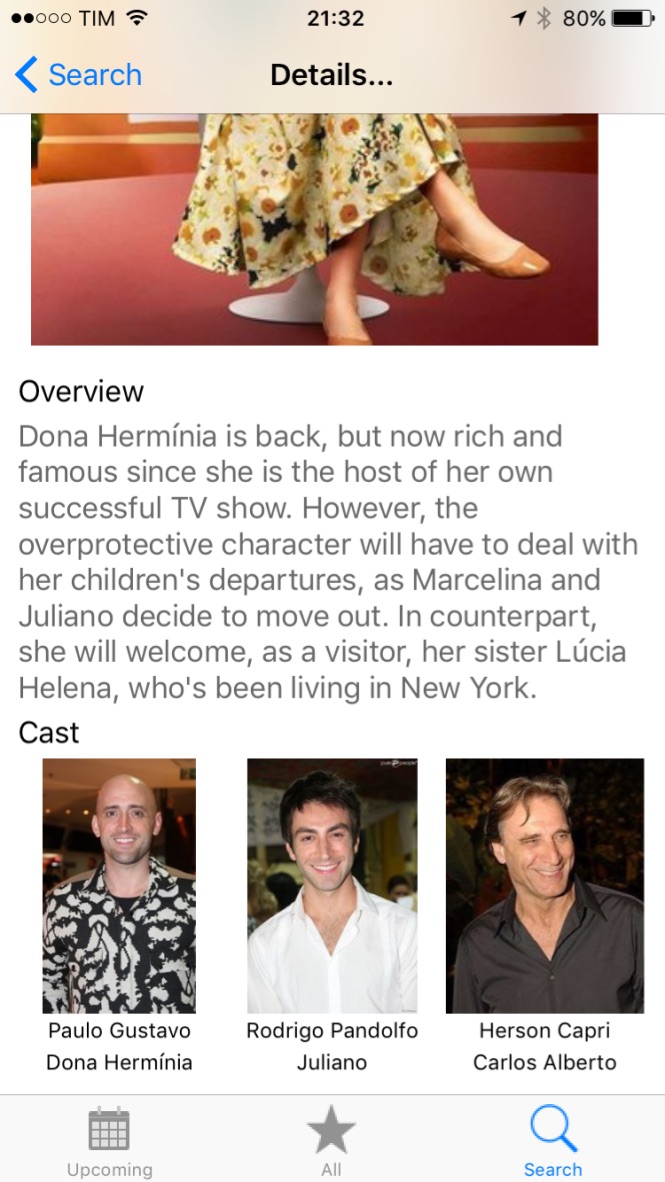 TIM 21:32 80%
Search Details...
Overview
Dona Hermínia is back, but now rich and
famous since she is the host of her own
successful TV show. However, the
overprotective character will have to deal with
her children's departures, as Marcelina and
Juliano decide to move out. In counterpart,
she will welcome, as a visitor, her sister Lúcia
Helena, who's been living in New York.
Cast
Paulo Gustavo Rodrigo Pandolfo Herson Capri
Dona Hermínia Juliano Carlos Alberto
Upcoming All Search